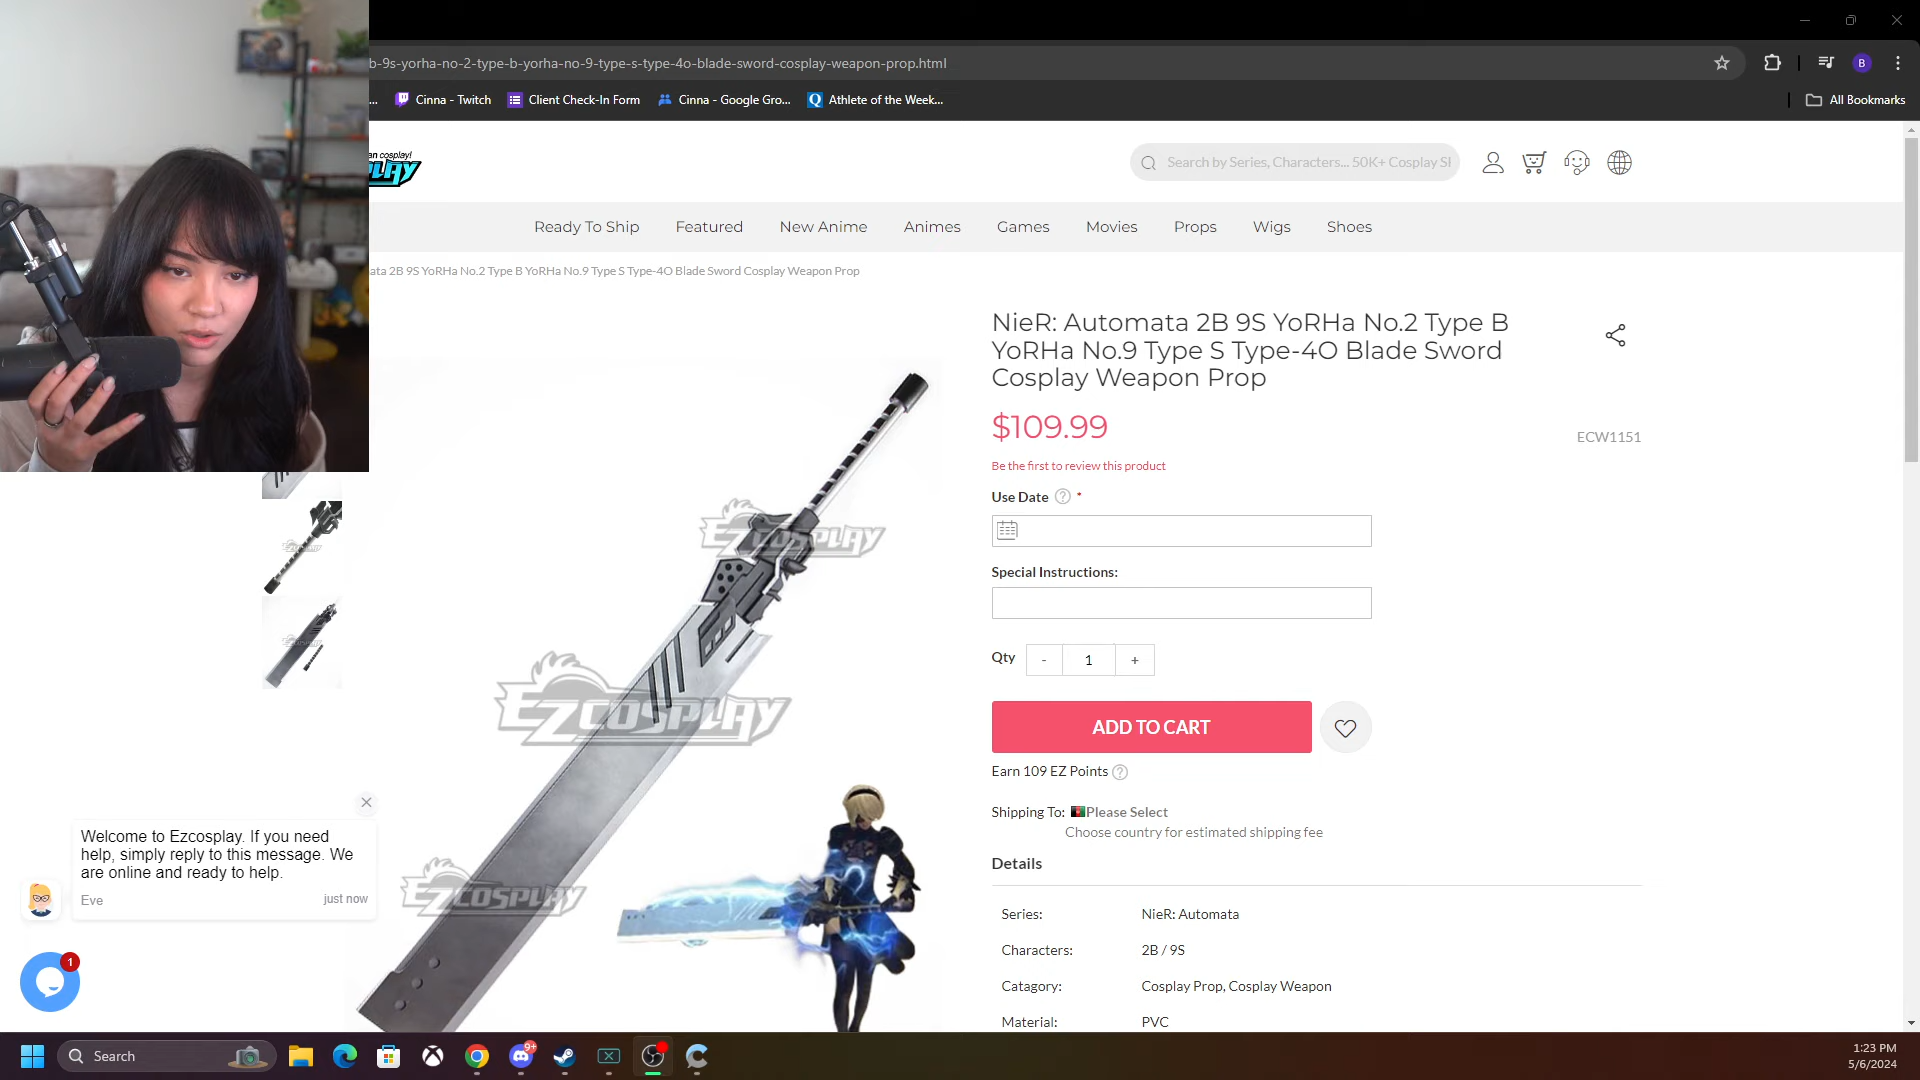 b-9s-yorha-no-2-type-b-yorha-no-9-type-s-type-4o-blade-sword-cosplay-weapon-prop.html
B
...
Cinna - Twitch
Client Check-In Form
Cinna - Google Gro...
Athlete of the Week...
All Bookmarks
an cosplay!
Search by Series, Characters... 50K+ Cosplay S
Ready To Ship
Featured
New Anime
Animes
Games
Movies
Props
Wigs
Shoes
ata 2B 9S YoRHa No.2 Type B YoRHa No.9 Type S Type-4O Blade Sword Cosplay Weapon Prop
NieR: Automata 2B 9S YoRHa No.2 Type B
YoRHa No.9 Type S Type-4O Blade Sword
Cosplay Weapon Prop
$109.99
ECW1151
Be the first to review this product
Use Date ? *
Special Instructions:
Qty - 1 +
ADD TO CART
Earn 109 EZ Points ?
Shipping To: Please Select
Choose country for estimated shipping fee
Details
Series: NieR: Automata
Characters: 2B / 9S
Catagory: Cosplay Prop, Cosplay Weapon
Material: PVC
EZCOSPLAY
EZCOSPLAY
EZCOSPLAY
Welcome to Ezcosplay. If you need
help, simply reply to this message. We
are online and ready to help.
Eve
just now
1
Search
9+
1:23 PM
5/6/2024